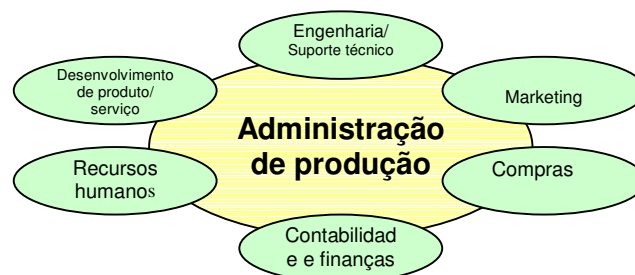 Engenharia/
Suporte técnico
Desenvolvimento
de produto/
serviço
Marketing
Administração
de produção
Recursos
humanos
Compras
Contabilidad
e e finanças